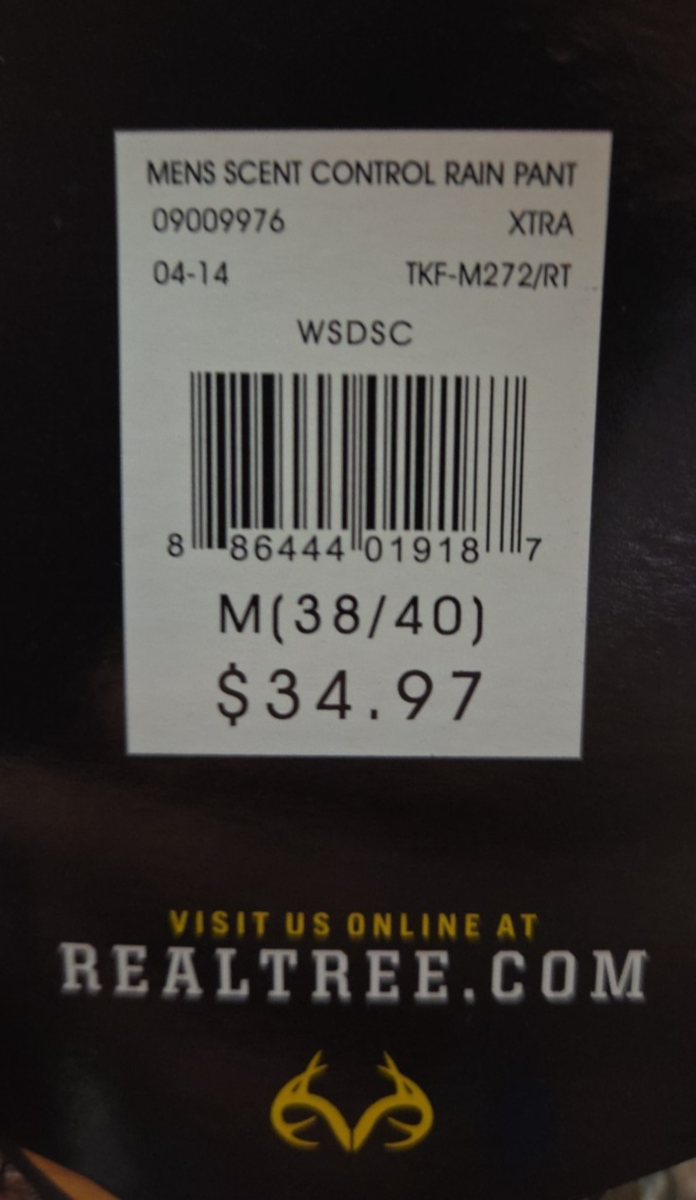 MENS SCENT CONTROL RAIN PANT
09009976 XTRA
04-14 TKF-M272/RT
WSDSC
8 86444 01918 7
M(38/40)
$34.97
VISIT US ONLINE AT
REALTREE.COM